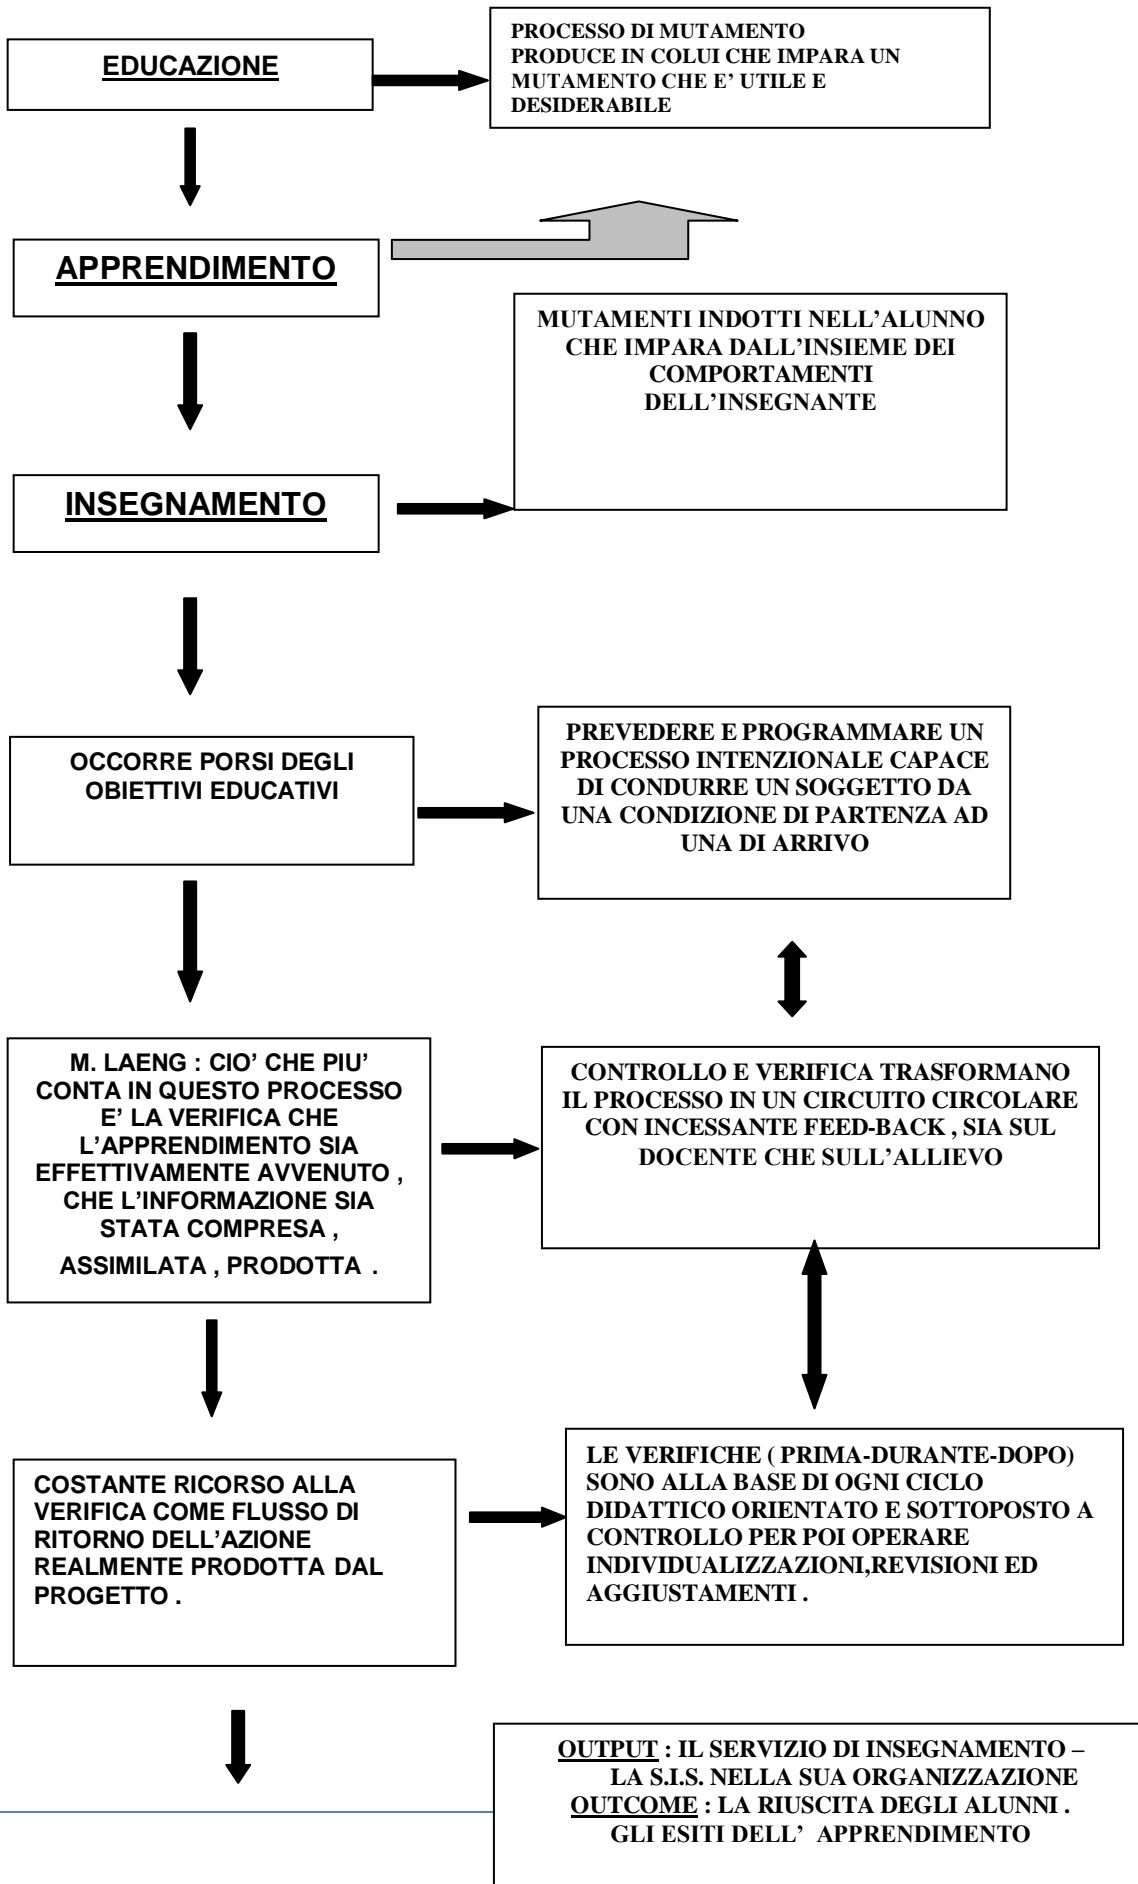 EDUCAZIONE
PROCESSO DI MUTAMENTO
PRODUCE IN COLUI CHE IMPARA UN
MUTAMENTO CHE E' UTILE E
DESIDERABILE
APPRENDIMENTO
MUTAMENTI INDOTTI NELL'ALUNNO
CHE IMPARA DALL'INSIEME DEI
COMPORTAMENTI
DELL'INSEGNANTE
INSEGNAMENTO
OCCORRE PORSI DEGLI
OBIETTIVI EDUCATIVI
PREVEDERE E PROGRAMMARE UN
PROCESSO INTENZIONALE CAPACE
DI CONDURRE UN SOGGETTO DA
UNA CONDIZIONE DI PARTENZA AD
UNA DI ARRIVO
M. LAENG : CIO' CHE PIU'
CONTA IN QUESTO PROCESSO
E' LA VERIFICA CHE
L'APPRENDIMENTO SIA
EFFETTIVAMENTE AVVENUTO ,
CHE L'INFORMAZIONE SIA
STATA COMPRESA ,
ASSIMILATA , PRODOTTA .
CONTROLLO E VERIFICA TRASFORMANO
IL PROCESSO IN UN CIRCUITO CIRCOLARE
CON INCESSANTE FEED-BACK , SIA SUL
DOCENTE CHE SULL'ALLIEVO
COSTANTE RICORSO ALLA
VERIFICA COME FLUSSO DI
RITORNO DELL'AZIONE
REALMENTE PRODOTTA DAL
PROGETTO .
LE VERIFICHE ( PRIMA-DURANTE-DOPO)
SONO ALLA BASE DI OGNI CICLO
DIDATTICO ORIENTATO E SOTTOPOSTO A
CONTROLLO PER POI OPERARE
INDIVIDUALIZZAZIONI,REVISIONI ED
AGGIUSTAMENTI .
OUTPUT : IL SERVIZIO DI INSEGNAMENTO –
LA S.I.S. NELLA SUA ORGANIZZAZIONE
OUTCOME : LA RIUSCITA DEGLI ALUNNI .
GLI ESITI DELL' APPRENDIMENTO